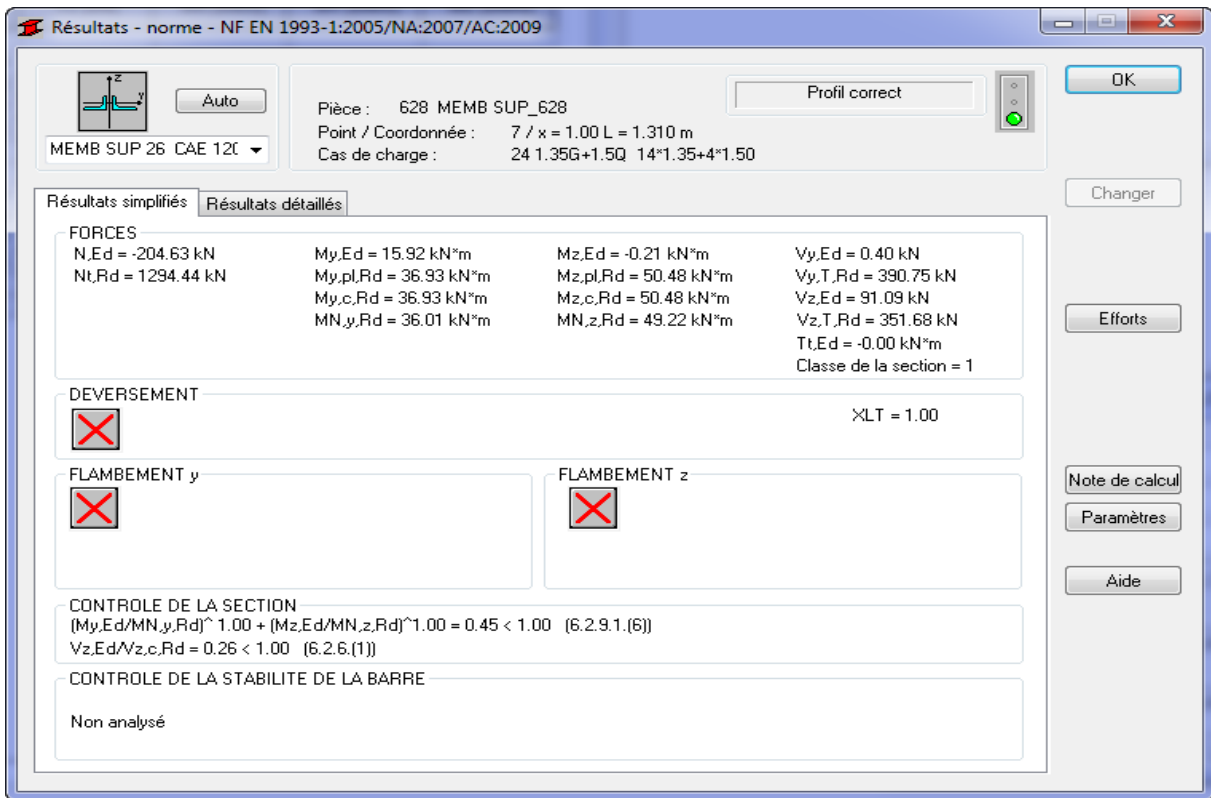 Résultats - norme - NF EN 1993-1:2005/NA:2007/AC:2009
z
y
Auto
MEMB SUP 26 CAE 12(
Pièce : 628 MEMB SUP_628
Point / Coordonnée : 7 / x = 1.00 L = 1.310 m
Cas de charge : 24 1.35G+1.5Q 14*1.35+4*1.50
Profil correct
OK
Changer
Efforts
Note de calcul
Paramètres
Aide
Résultats simplifiés
Résultats détaillés
FORCES
N,Ed = -204.63 kN My,Ed = 15.92 kN*m Mz,Ed = -0.21 kN*m Vy,Ed = 0.40 kN
Nt,Rd = 1294.44 kN My,pl,Rd = 36.93 kN*m Mz,pl,Rd = 50.48 kN*m Vy,T,Rd = 390.75 kN
My,c,Rd = 36.93 kN*m Mz,c,Rd = 50.48 kN*m Vz,Ed = 91.09 kN
MN,y,Rd = 36.01 kN*m MN,z,Rd = 49.22 kN*m Vz,T,Rd = 351.68 kN
Tt,Ed = -0.00 kN*m
Classe de la section = 1
DEVERSEMENT
XLT = 1.00
FLAMBEMENT y
FLAMBEMENT z
CONTROLE DE LA SECTION
(My,Ed/MN,y,Rd)^ 1.00 + (Mz,Ed/MN,z,Rd)^1.00 = 0.45 < 1.00 (6.2.9.1.(6))
Vz,Ed/Vz,c,Rd = 0.26 < 1.00 (6.2.6.(1))
CONTROLE DE LA STABILITE DE LA BARRE
Non analysé